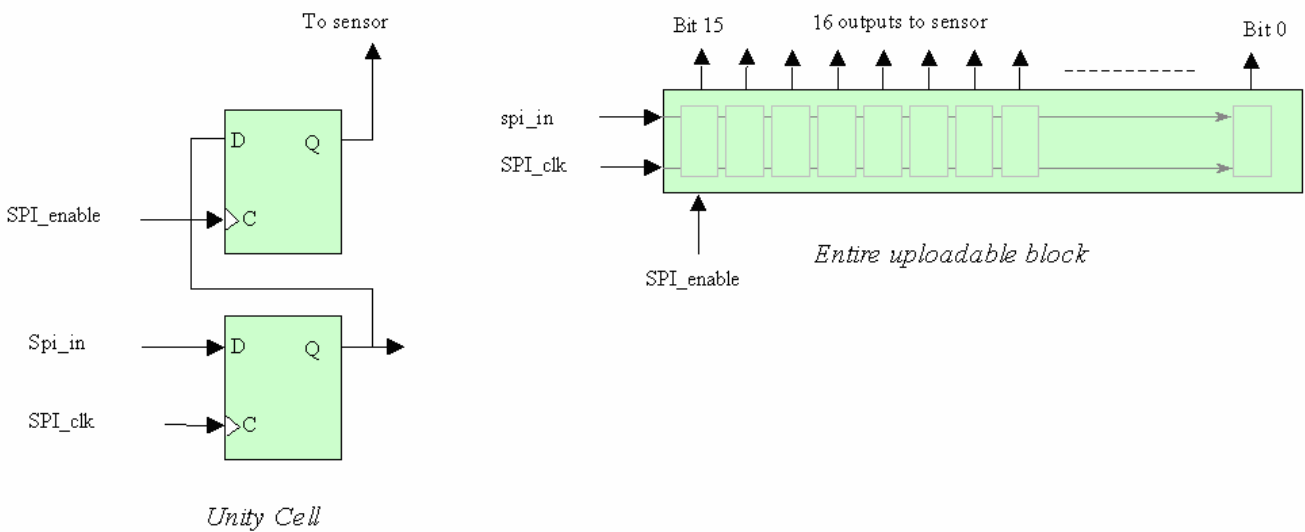 To sensor
D
Q
SPI_enable
C
Spi_in
D
Q
SPI_clk
C
Unity Cell
Bit 15
16 outputs to sensor
Bit 0
spi_in
SPI_clk
SPI_enable
Entire uploadable block